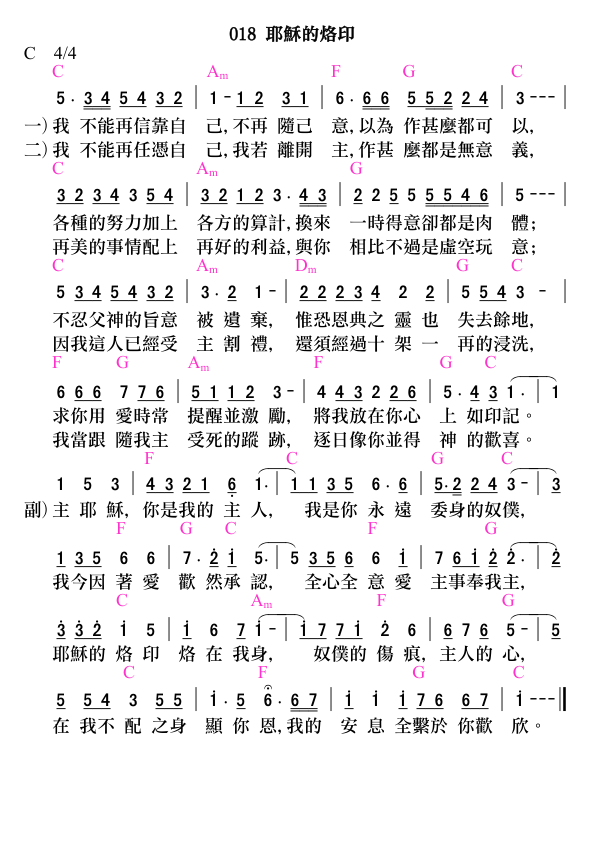 018 耶穌的烙印
C 4/4
C Am F G C
5 . 3 4 5 4 3 2 | 1 - 1 2 3 1 | 6 . 6 6 5 5 2 2 4 | 3 - - - |
一) 我 不能再信靠自 己, 不再 隨己 意, 以為 作甚麼都可 以,
二) 我 不能再任憑自 己, 我若 離開 主, 作甚 麼都是無意 義,
C Am G
3 2 3 4 3 5 4 | 3 2 1 2 3 . 4 3 | 2 2 5 5 5 5 4 6 | 5 - - - |
各種的努力加上 各方的算計, 換來 一時得意卻都是肉 體;
再美的事情配上 再好的利益, 與你 相比不過是虛空玩 意;
C Am Dm G C
5 3 4 5 4 3 2 | 3 . 2 1 - | 2 2 2 3 4 2 2 | 5 4 5 4 3 - |
不忍父神的旨意 被 遺 棄, 惟恐恩典之 靈 也 失去餘地,
因我這人已經受 主 割 禮, 還須經過十 架 一 再的浸洗,
F G Am F G C
6 6 6 7 7 6 | 5 1 1 2 3 - | 4 4 3 2 2 6 | 5 . 4 3 1 . | 1
求你用 愛時常 提醒並激 勵, 將我放在你心 上 如印記。
我當跟 隨我主 受死的蹤 跡, 逐日像你並得 神 的歡喜。
F C G C
1 5 3 | 4 3 2 1 6 1 . | 1 1 3 5 6 . 6 | 5 . 2 2 4 3 - | 3
副) 主 耶 穌, 你是我的 主 人, 我是你 永 遠 委身的奴僕,
F G C F G
1 3 5 6 6 | 7 . 2 1 5 . | 5 3 5 6 6 1 | 7 6 1 2 2 . | 2
我今因 著 愛 歡 然承 認, 全心全 意 愛 主事奉我主,
C Am F G
3 3 2 1 5 | 1 6 7 1 - | 1 7 7 1 2 6 | 6 7 6 5 - | 5
耶穌的 烙 印 烙 在 我身, 奴僕的 傷 痕, 主人的 心,
C F G C
5 5 4 3 5 5 | 1 . 5 6 . 6 7 | 1 1 1 7 6 6 7 | 1 - - -
在 我不 配 之身 顯 你 恩, 我的 安 息 全繫於 你歡 欣。